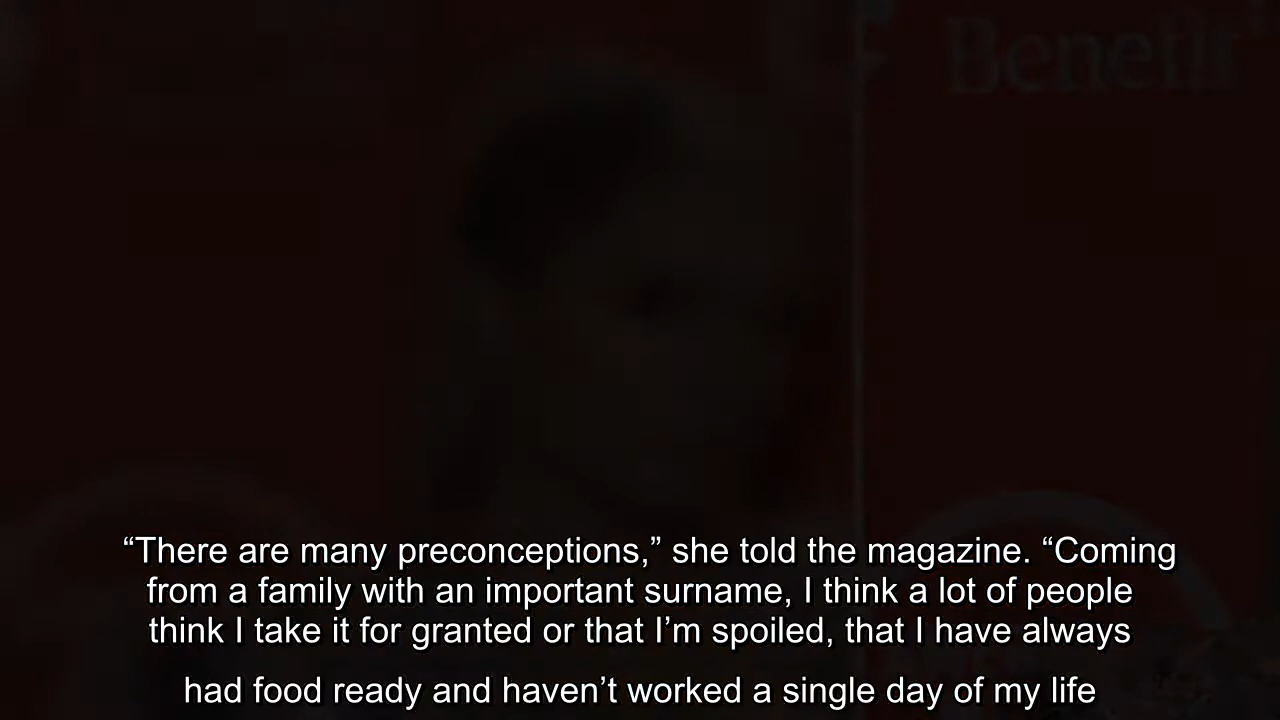 Benefit
“There are many preconceptions,” she told the magazine. “Coming
from a family with an important surname, I think a lot of people
think I take it for granted or that I’m spoiled, that I have always
had food ready and haven’t worked a single day of my life